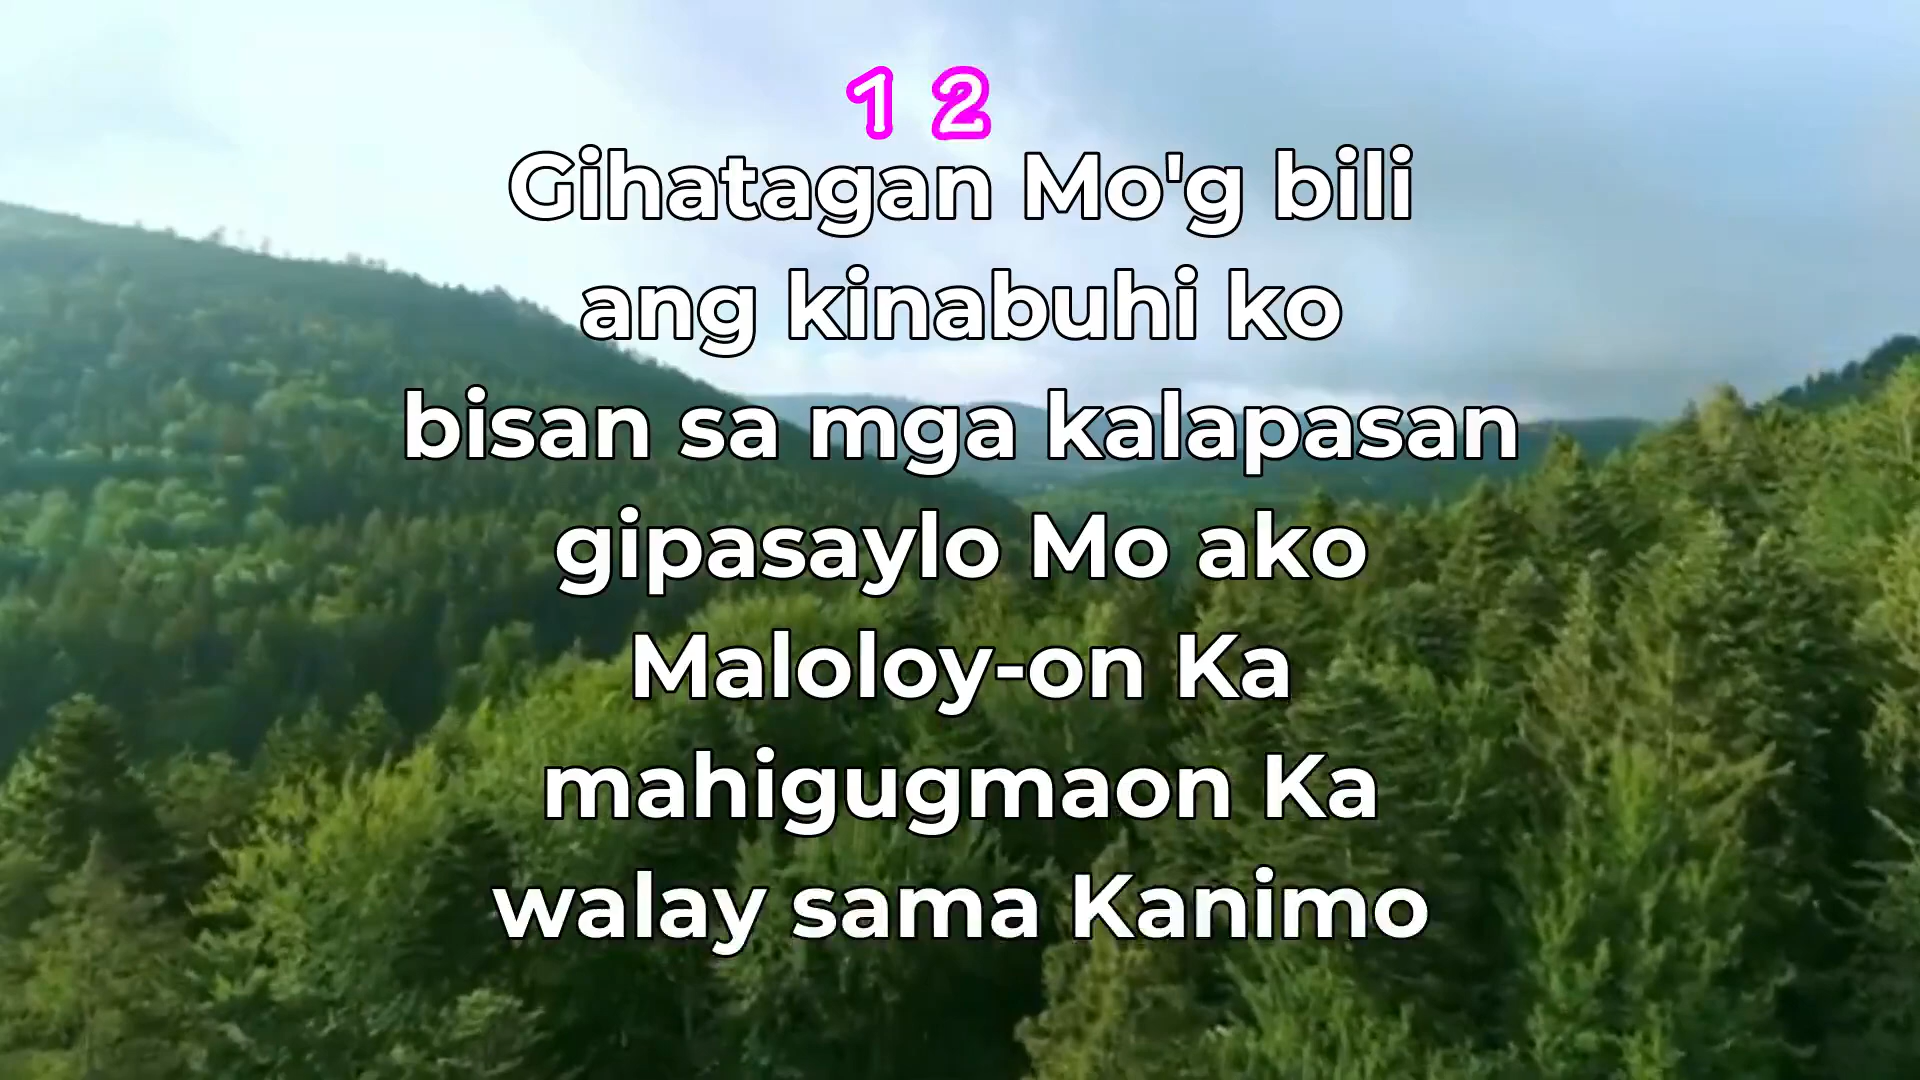 1 2
Gihatagan Mo'g bili
ang kinabuhi ko
bisan sa mga kalapasan
gipasaylo Mo ako
Maloloy-on Ka
mahigugmaon Ka
walay sama Kanimo